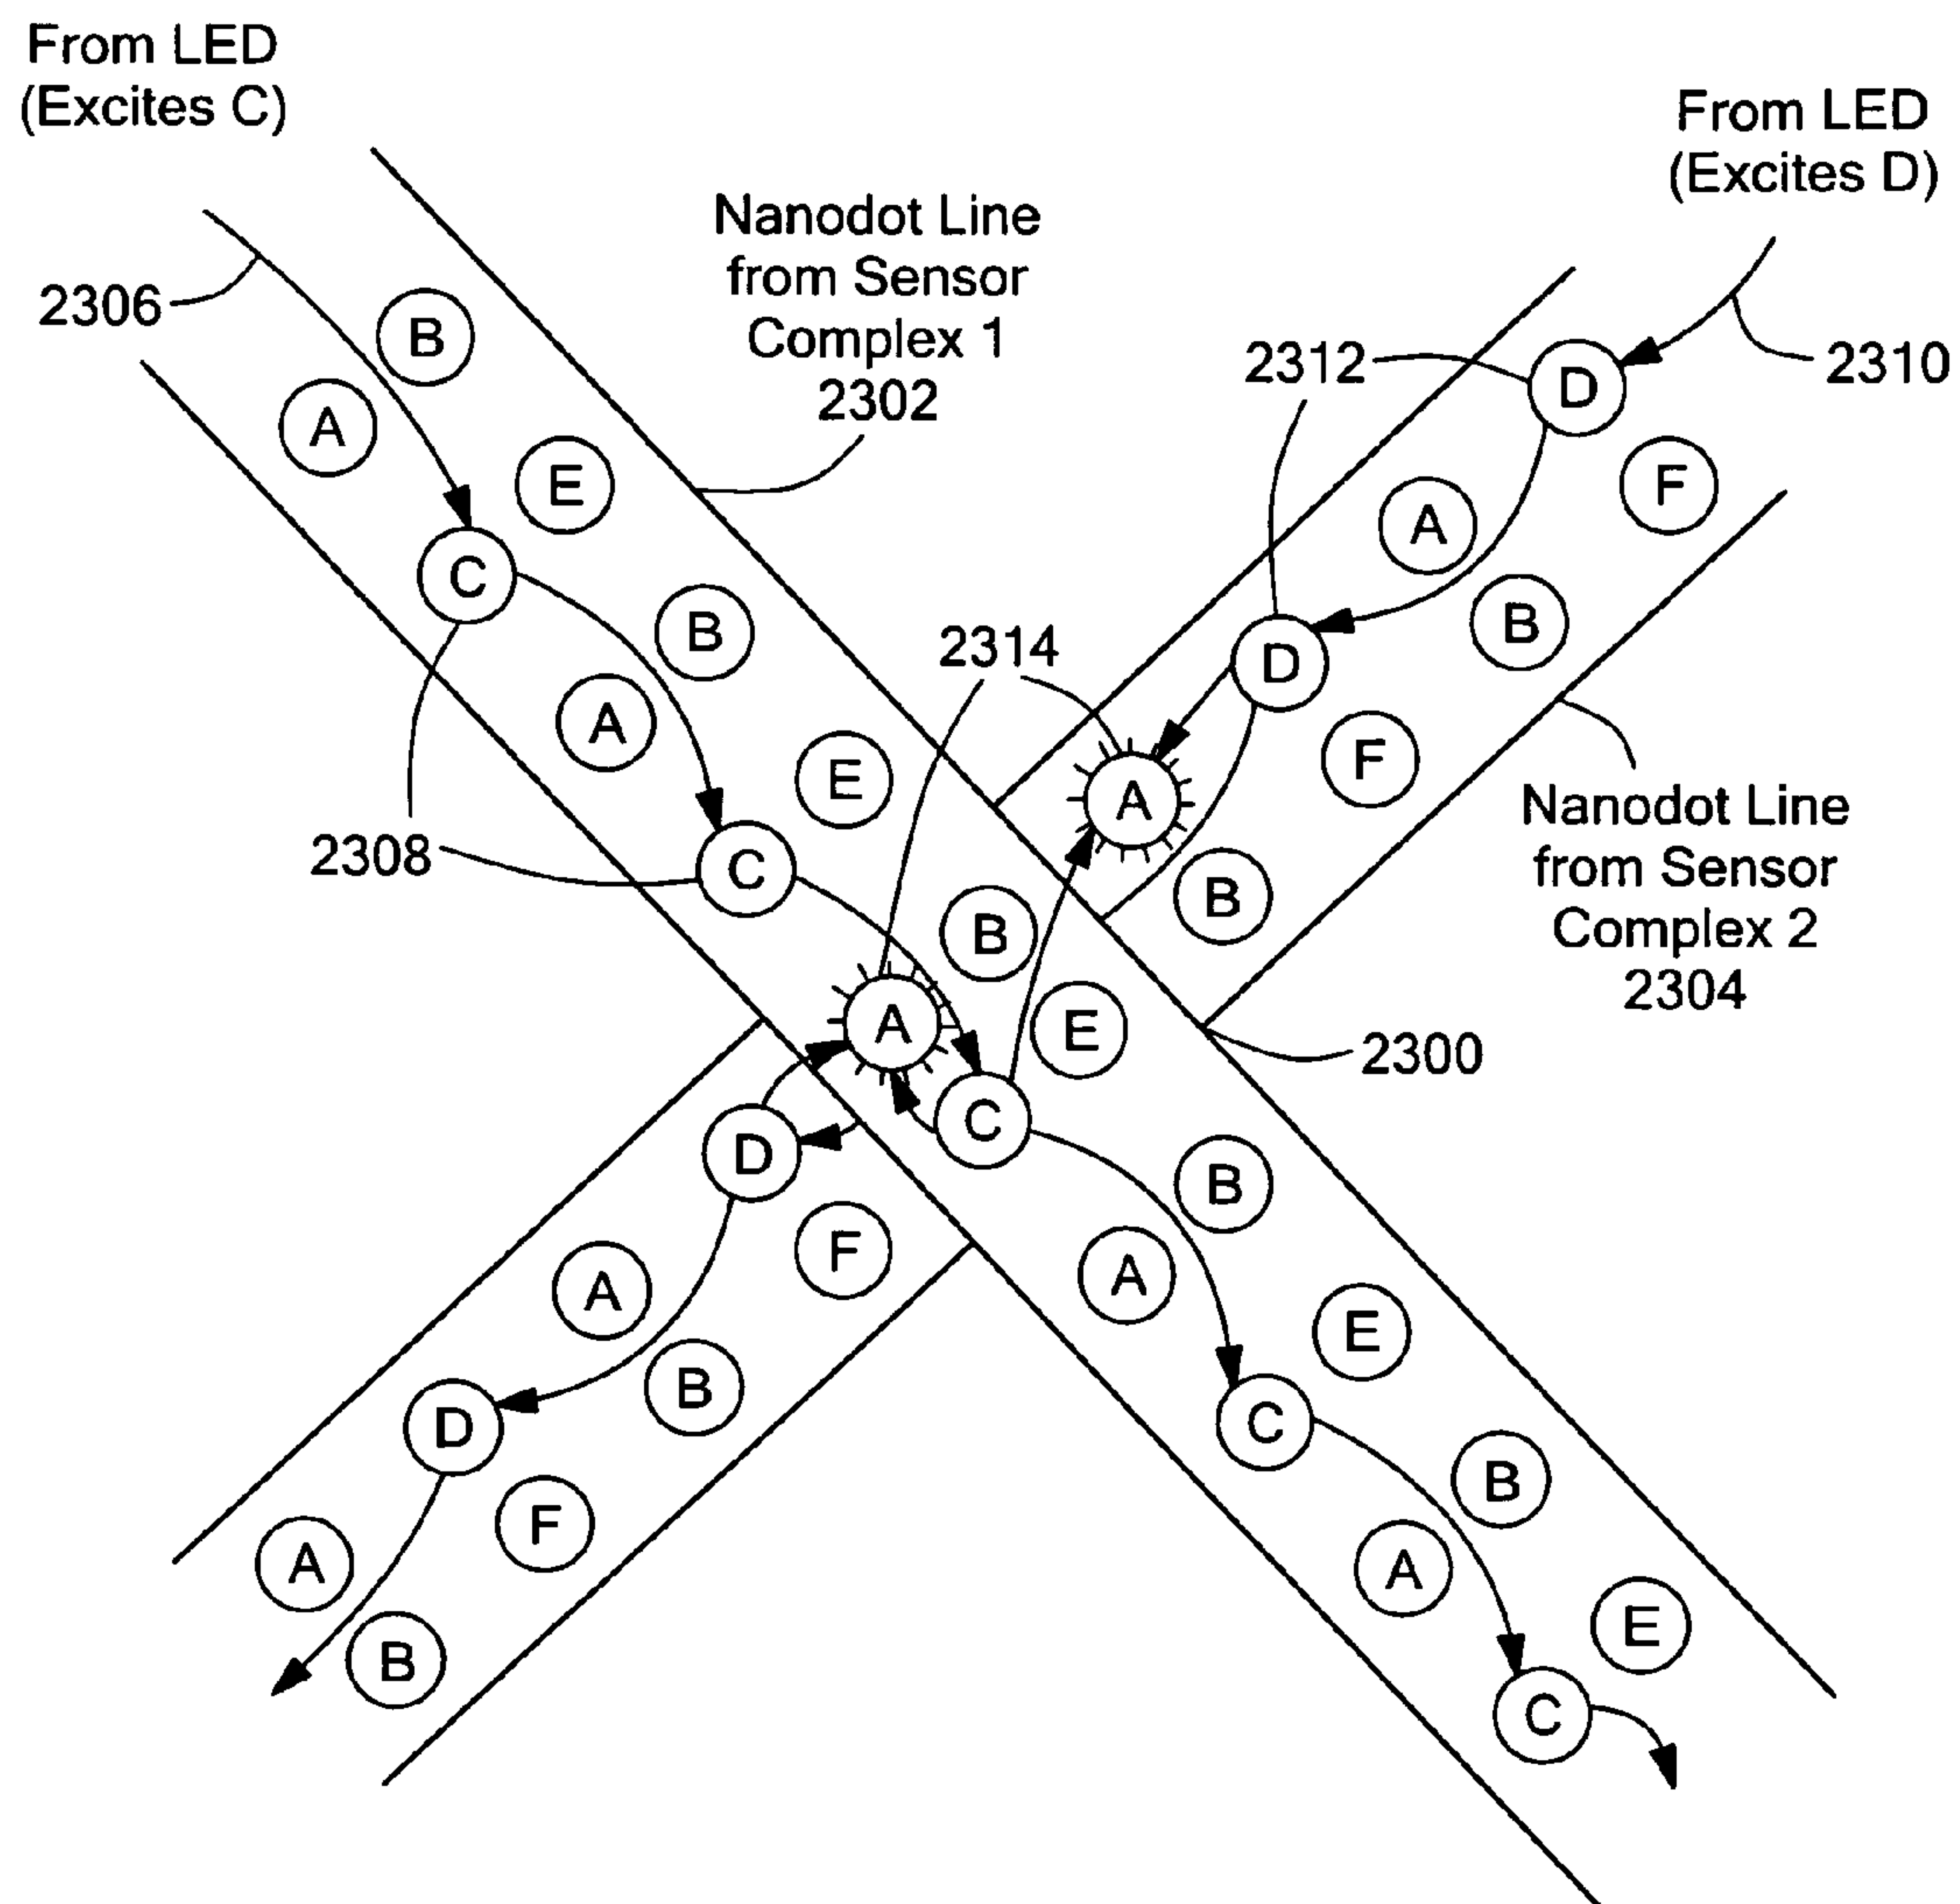 From LED
(Excites C)
From LED
(Excites D)
Nanodot Line
from Sensor
Complex 1
2302
2306
B
A
E
C
B
A
E
C
2308
2312
2310
D
F
A
B
D
F
A
B
2314
Nanodot Line
from Sensor
Complex 2
2304
2300
B
A
E
C
D
F
A
B
D
F
A
B
B
A
E
C
B
A
E
C